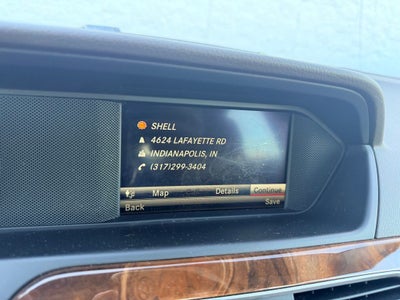 SHELL
4624 LAFAYETTE RD
INDIANAPOLIS, IN
(317)299-3404
Map Details Continue
Back Save